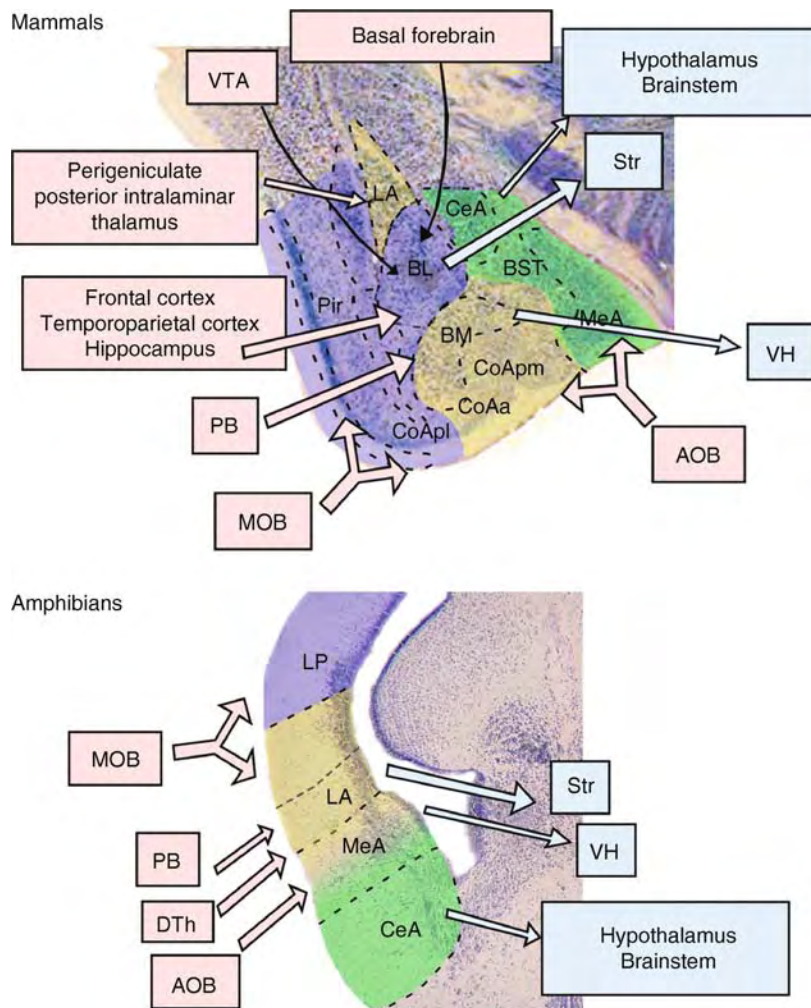 Mammals
Basal forebrain
VTA
Hypothalamus
Brainstem
Str
Perigeniculate
posterior intralaminar
thalamus
LA
CeA
BL
BST
Pir
Frontal cortex
Temporoparietal cortex
Hippocampus
MeA
BM
VH
CoApm
CoAa
PB
CoApl
AOB
MOB
Amphibians
LP
MOB
Str
LA
PB
MeA
VH
DTh
CeA
AOB
Hypothalamus
Brainstem